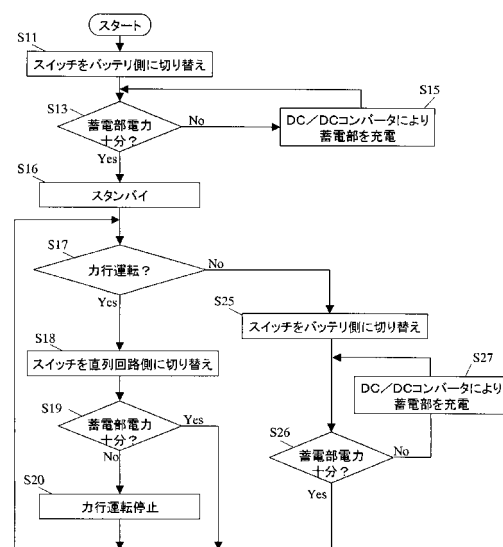 スタート
S11
スイッチをバッテリ側に切り替え
S13
蓄電部電力
十分?
No
Yes
S15
DC/DCコンバータにより
蓄電部を充電
S16
スタンバイ
S17
力行運転?
No
Yes
S18
スイッチを直列回路側に切り替え
S19
蓄電部電力
十分?
Yes
No
S20
力行運転停止
S25
スイッチをバッテリ側に切り替え
S27
DC/DCコンバータにより
蓄電部を充電
S26
蓄電部電力
十分?
No
Yes